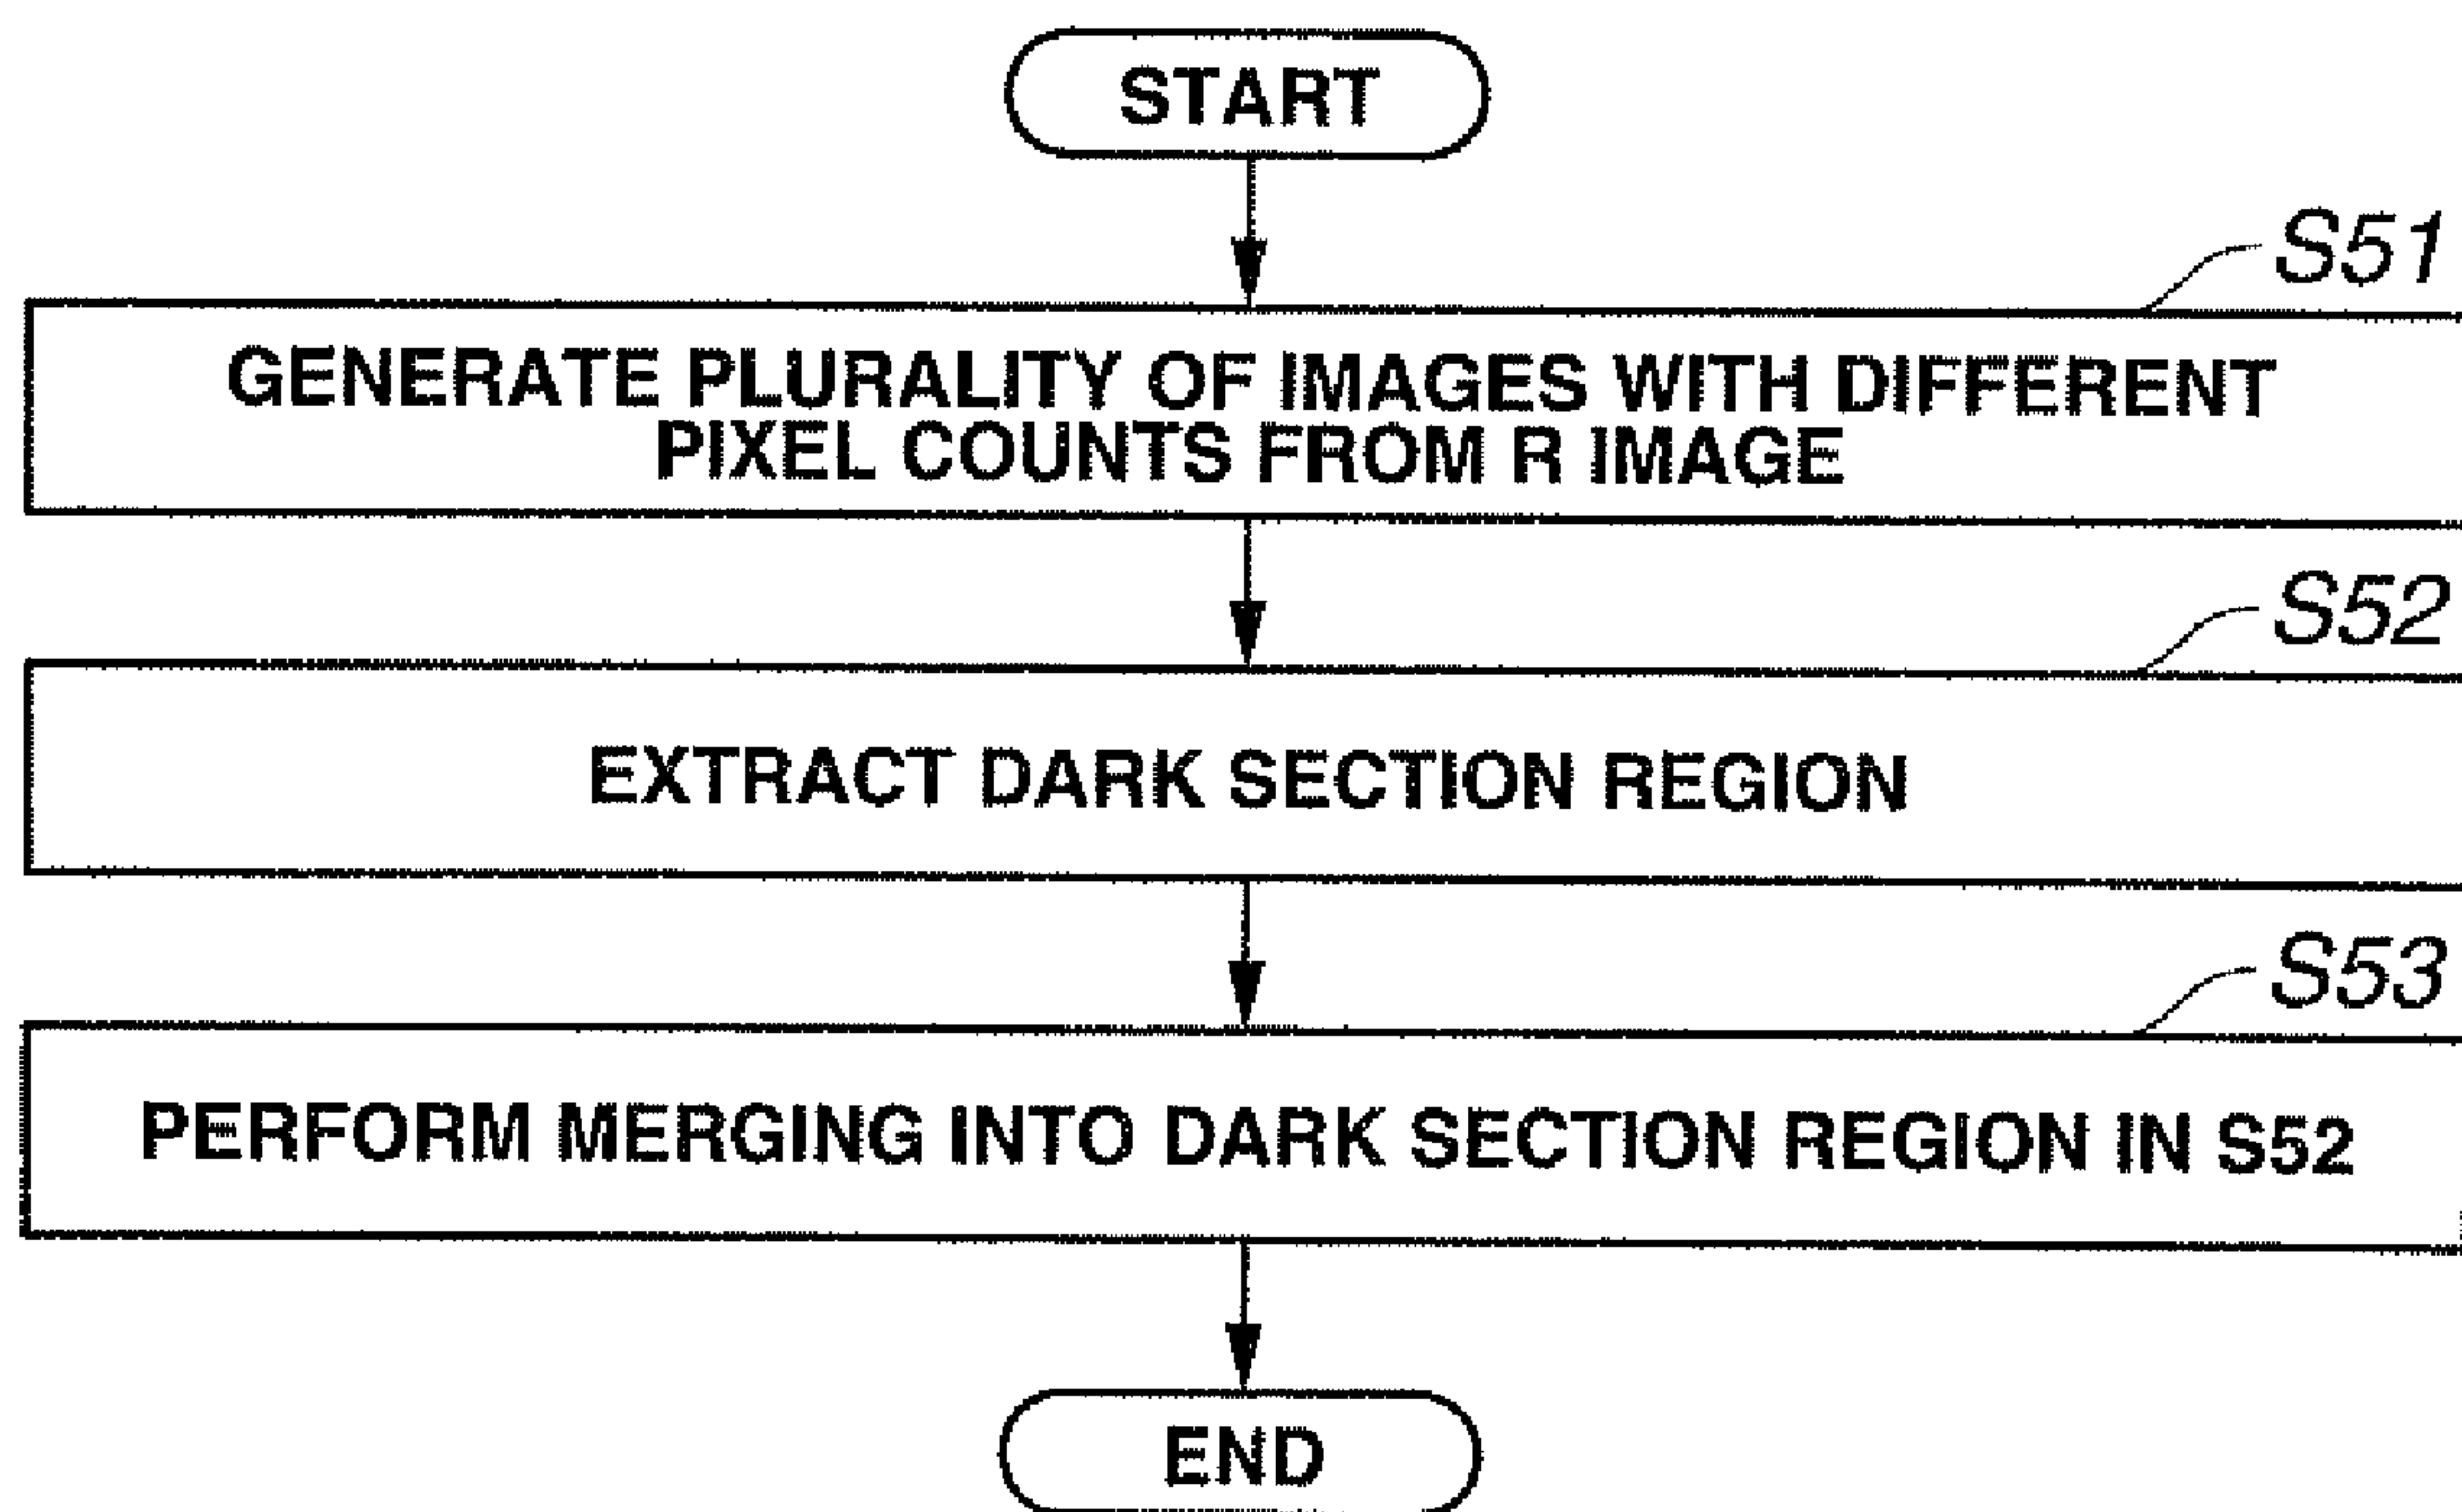 START
S51
GENERATE PLURALITY OF IMAGES WITH DIFFERENT
PIXEL COUNTS FROM R IMAGE
S52
EXTRACT DARK SECTION REGION
S53
PERFORM MERGING INTO DARK SECTION REGION IN S52
END